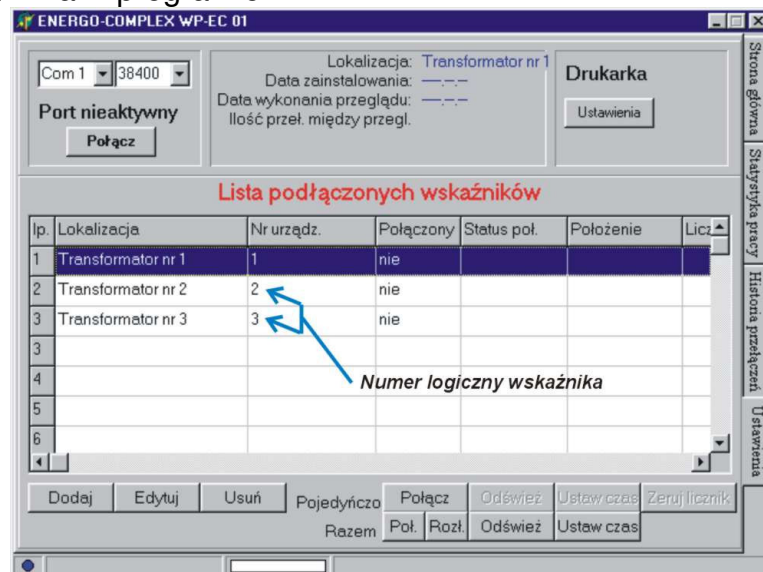 ENERGO-COMPLEX WP-EC 01
Com 1 38400
Port nieaktywny
Połącz
Lokalizacja: Transformator nr 1
Data zainstalowania: —.-.-
Data wykonania przeglądu: —.-.-
Ilość przeł. między przegl.
Drukarka
Ustawienia
Strona główna
Statystyka pracy
Historia przełączeń
Ustawienia
Lista podłączonych wskaźników
lp. Lokalizacja Nr urządz. Połączony Status poł. Położenie Licz
1 Transformator nr 1 1 nie
2 Transformator nr 2 2 nie
3 Transformator nr 3 3 nie
3
4
5
6
Numer logiczny wskaźnika
Dodaj Edytuj Usuń Pojedyńczo Połącz Odśwież Ustaw czas Zeruj licznik
Razem Poł. Rozł. Odśwież Ustaw czas